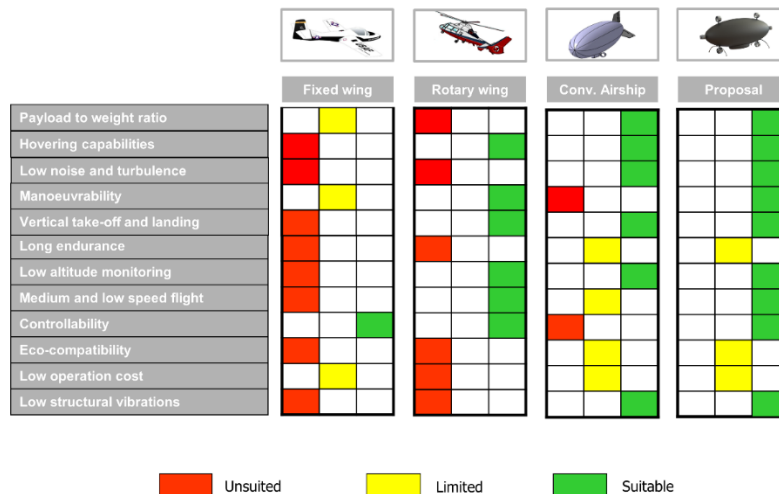 Fixed wing
Rotary wing
Conv. Airship
Proposal
Payload to weight ratio
Hovering capabilities
Low noise and turbulence
Manoeuvrability
Vertical take-off and landing
Long endurance
Low altitude monitoring
Medium and low speed flight
Controllability
Eco-compatibility
Low operation cost
Low structural vibrations
Unsuited
Limited
Suitable